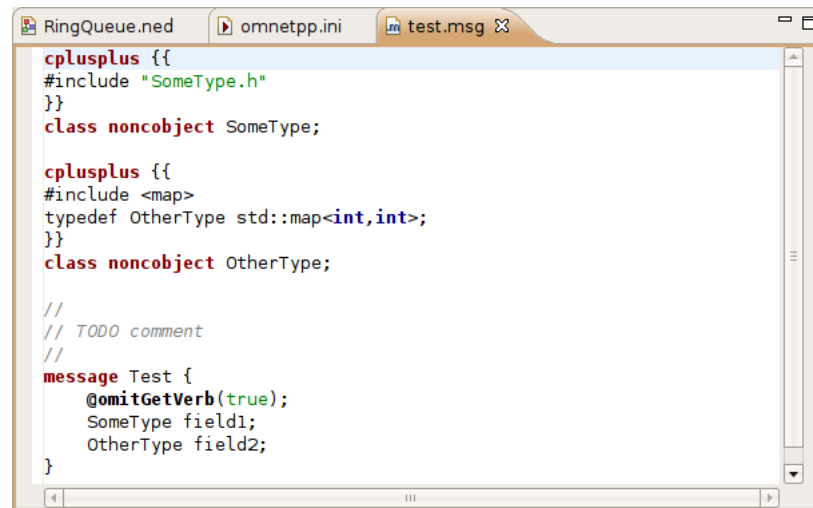 RingQueue.ned omnetpp.ini test.msg
cplusplus {{
#include "SomeType.h"
}}
class noncobject SomeType;

cplusplus {{
#include <map>
typedef OtherType std::map<int,int>;
}}
class noncobject OtherType;

//
// TODO comment
//
message Test {
    @omitGetVerb(true);
    SomeType field1;
    OtherType field2;
}